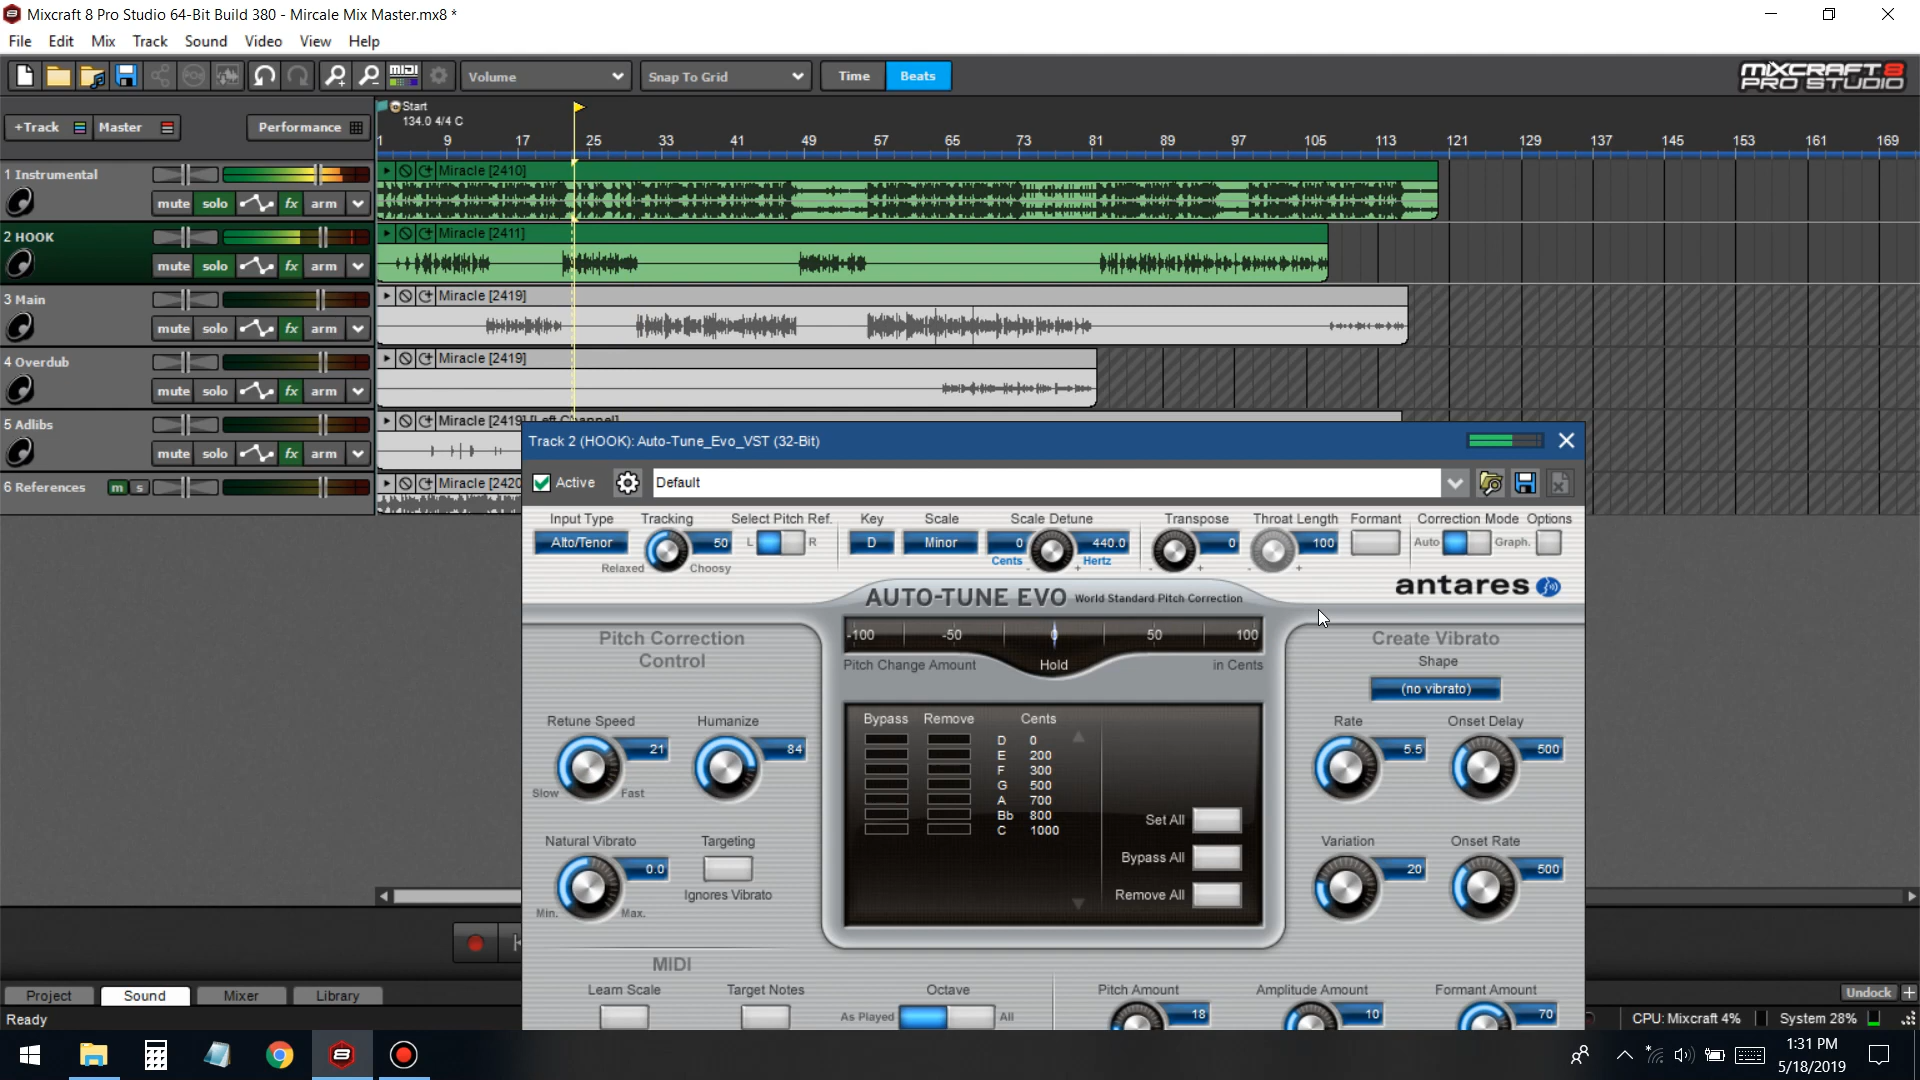 Mixcraft 8 Pro Studio 64-Bit Build 380 - Mircale Mix Master.mx8 *
File Edit Mix Track Sound Video View Help
MIDI Volume Snap To Grid Time Beats MIXCRAFT 8 PRO STUDIO
+Track Master Performance
Start
134.0 4/4 C
1 9 17 25 33 41 49 57 65 73 81 89 97 105 113 121 129 137 145 153 161 169
1 Instrumental
mute solo fx arm
Miracle [2410]
2 HOOK
mute solo fx arm
Miracle [2411]
3 Main
mute solo fx arm
Miracle [2419]
4 Overdub
mute solo fx arm
Miracle [2419]
5 Adlibs
mute solo fx arm
Miracle [2419] [Left Channel]
6 References m s
Miracle [2420
Track 2 (HOOK): Auto-Tune_Evo_VST (32-Bit)
Active Default
Input Type Tracking Select Pitch Ref. Key Scale Scale Detune Transpose Throat Length Formant Correction Mode Options
Alto/Tenor 50 L R D Minor 0 440.0 0 100 Auto Graph.
Relaxed Choosy Cents - + Hertz - + - +
antares
AUTO-TUNE EVO World Standard Pitch Correction
-100 -50 0 50 100
Pitch Change Amount Hold in Cents
Pitch Correction
Control
Retune Speed Humanize
21 84
Slow Fast
Natural Vibrato Targeting
0.0
Ignores Vibrato
Min. Max.
Bypass Remove Cents
D 0
E 200
F 300
G 500
A 700
Bb 800
C 1000
Set All
Bypass All
Remove All
Create Vibrato
Shape
(no vibrato)
Rate Onset Delay
5.5 500
Variation Onset Rate
20 500
MIDI
Learn Scale Target Notes Octave
As Played All
Pitch Amount Amplitude Amount Formant Amount
18 10 70
Project Sound Mixer Library
Undock +
Ready
CPU: Mixcraft 4% System 28%
1:31 PM
5/18/2019